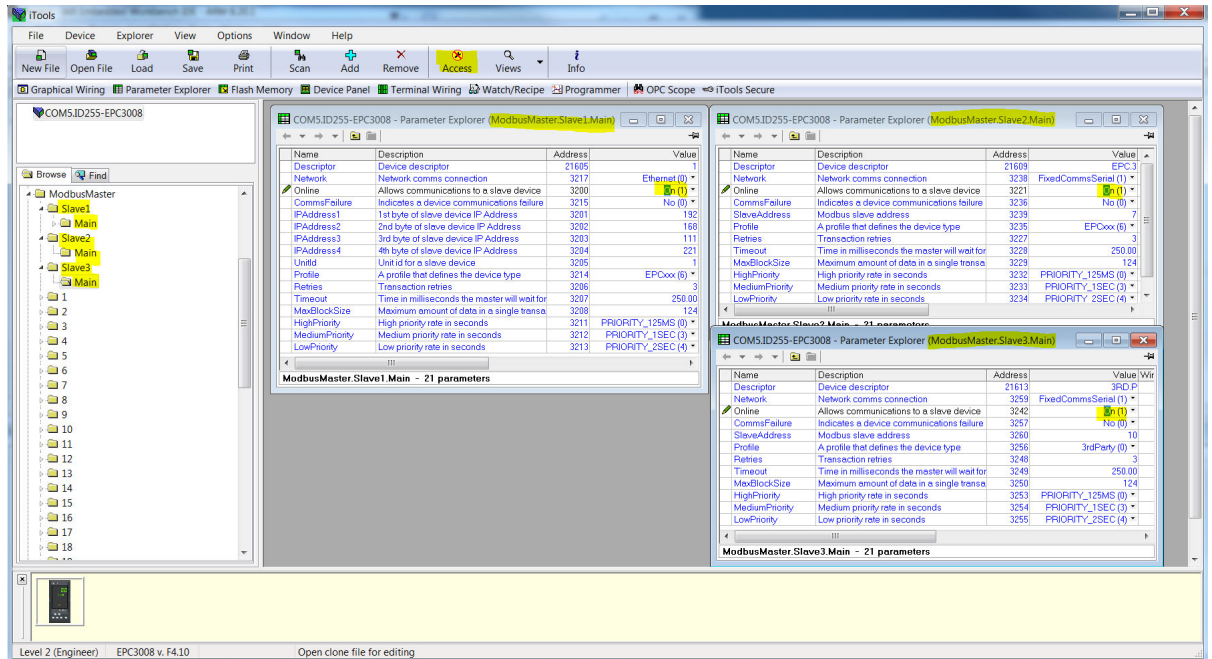 iTools
File Device Explorer View Options Window Help
New File Open File Load Save Print Scan Add Remove Access Views Info
Graphical Wiring Parameter Explorer Flash Memory Device Panel Terminal Wiring Watch/Recipe Programmer OPC Scope iTools Secure
COM5.ID255-EPC3008
Browse Find
ModbusMaster
Slave1
Main
Slave2
Main
Slave3
Main
1
2
3
4
5
6
7
8
9
10
11
12
13
14
15
16
17
18
COM5.ID255-EPC3008 - Parameter Explorer (ModbusMaster.Slave1.Main)
Name Description Address Value
Descriptor Device descriptor 21605 1
Network Network comms connection 3217 Ethernet (0)
Online Allows communications to a slave device 3200 On (1)
CommsFailure Indicates a device communications failure 3215 No (0)
IPAddress1 1st byte of slave device IP Address 3201 192
IPAddress2 2nd byte of slave device IP Address 3202 168
IPAddress3 3rd byte of slave device IP Address 3203 111
IPAddress4 4th byte of slave device IP Address 3204 221
UnitId Unit id for a slave device 3205 1
Profile A profile that defines the device type 3214 EPCxxx (6)
Retries Transaction retries 3206 3
Timeout Time in milliseconds the master will wait for 3207 250.00
MaxBlockSize Maximum amount of data in a single transa 3208 124
HighPriority High priority rate in seconds 3211 PRIORITY_125MS (0)
MediumPriority Medium priority rate in seconds 3212 PRIORITY_1SEC (3)
LowPriority Low priority rate in seconds 3213 PRIORITY_2SEC (4)
ModbusMaster.Slave1.Main - 21 parameters
COM5.ID255-EPC3008 - Parameter Explorer (ModbusMaster.Slave2.Main)
Name Description Address Value
Descriptor Device descriptor 21609 EPC.3
Network Network comms connection 3238 FixedCommsSerial (1)
Online Allows communications to a slave device 3221 On (1)
CommsFailure Indicates a device communications failure 3236 No (0)
SlaveAddress Modbus slave address 3239 7
Profile A profile that defines the device type 3235 EPCxxx (6)
Retries Transaction retries 3227 3
Timeout Time in milliseconds the master will wait for 3228 250.00
MaxBlockSize Maximum amount of data in a single transa 3229 124
HighPriority High priority rate in seconds 3232 PRIORITY_125MS (0)
MediumPriority Medium priority rate in seconds 3233 PRIORITY_1SEC (3)
LowPriority Low priority rate in seconds 3234 PRIORITY_2SEC (4)
ModbusMaster.Slave2.Main - 21 parameters
COM5.ID255-EPC3008 - Parameter Explorer (ModbusMaster.Slave3.Main)
Name Description Address Value Wir
Descriptor Device descriptor 21613 3RD.P
Network Network comms connection 3259 FixedCommsSerial (1)
Online Allows communications to a slave device 3242 On (1)
CommsFailure Indicates a device communications failure 3257 No (0)
SlaveAddress Modbus slave address 3260 10
Profile A profile that defines the device type 3256 3rdParty (0)
Retries Transaction retries 3248 3
Timeout Time in milliseconds the master will wait for 3249 250.00
MaxBlockSize Maximum amount of data in a single transa 3250 124
HighPriority High priority rate in seconds 3253 PRIORITY_125MS (0)
MediumPriority Medium priority rate in seconds 3254 PRIORITY_1SEC (3)
LowPriority Low priority rate in seconds 3255 PRIORITY_2SEC (4)
ModbusMaster.Slave3.Main - 21 parameters
Level 2 (Engineer) EPC3008 v. F4.10 Open clone file for editing